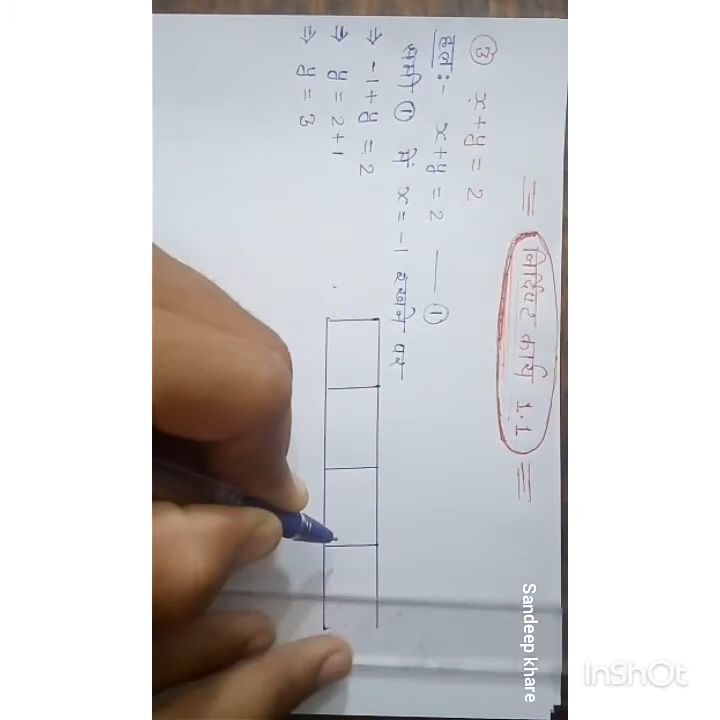 = निर्दिष्ट कार्य 1.1 =
③ x + y = 2
हल :- x + y = 2 —— ①
समी ① में x = -1 रखने पर
⇒ -1 + y = 2
⇒ y = 2 + 1
⇒ y = 3
Sandeep khare
InShOt